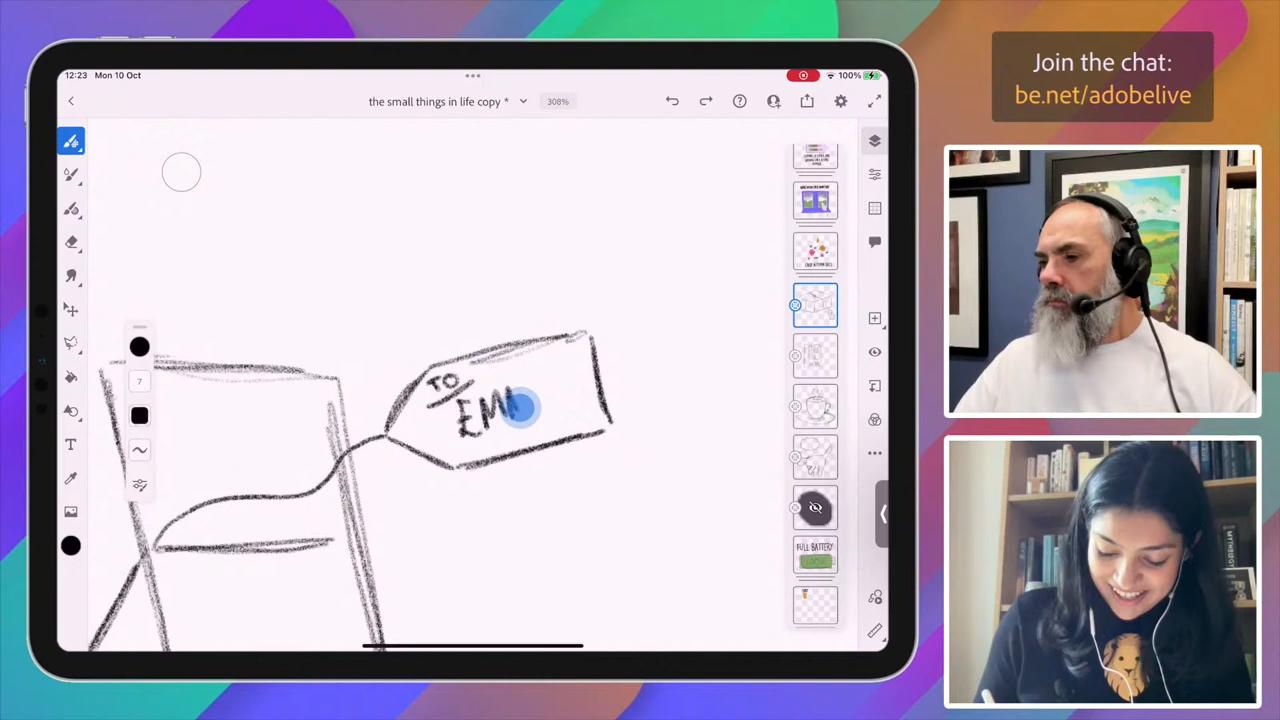 12:23 Mon 10 Oct
100%
the small things in life copy *
308%
7
T
TO
EMM
FULL BATTERY
Join the chat:
be.net/adobelive